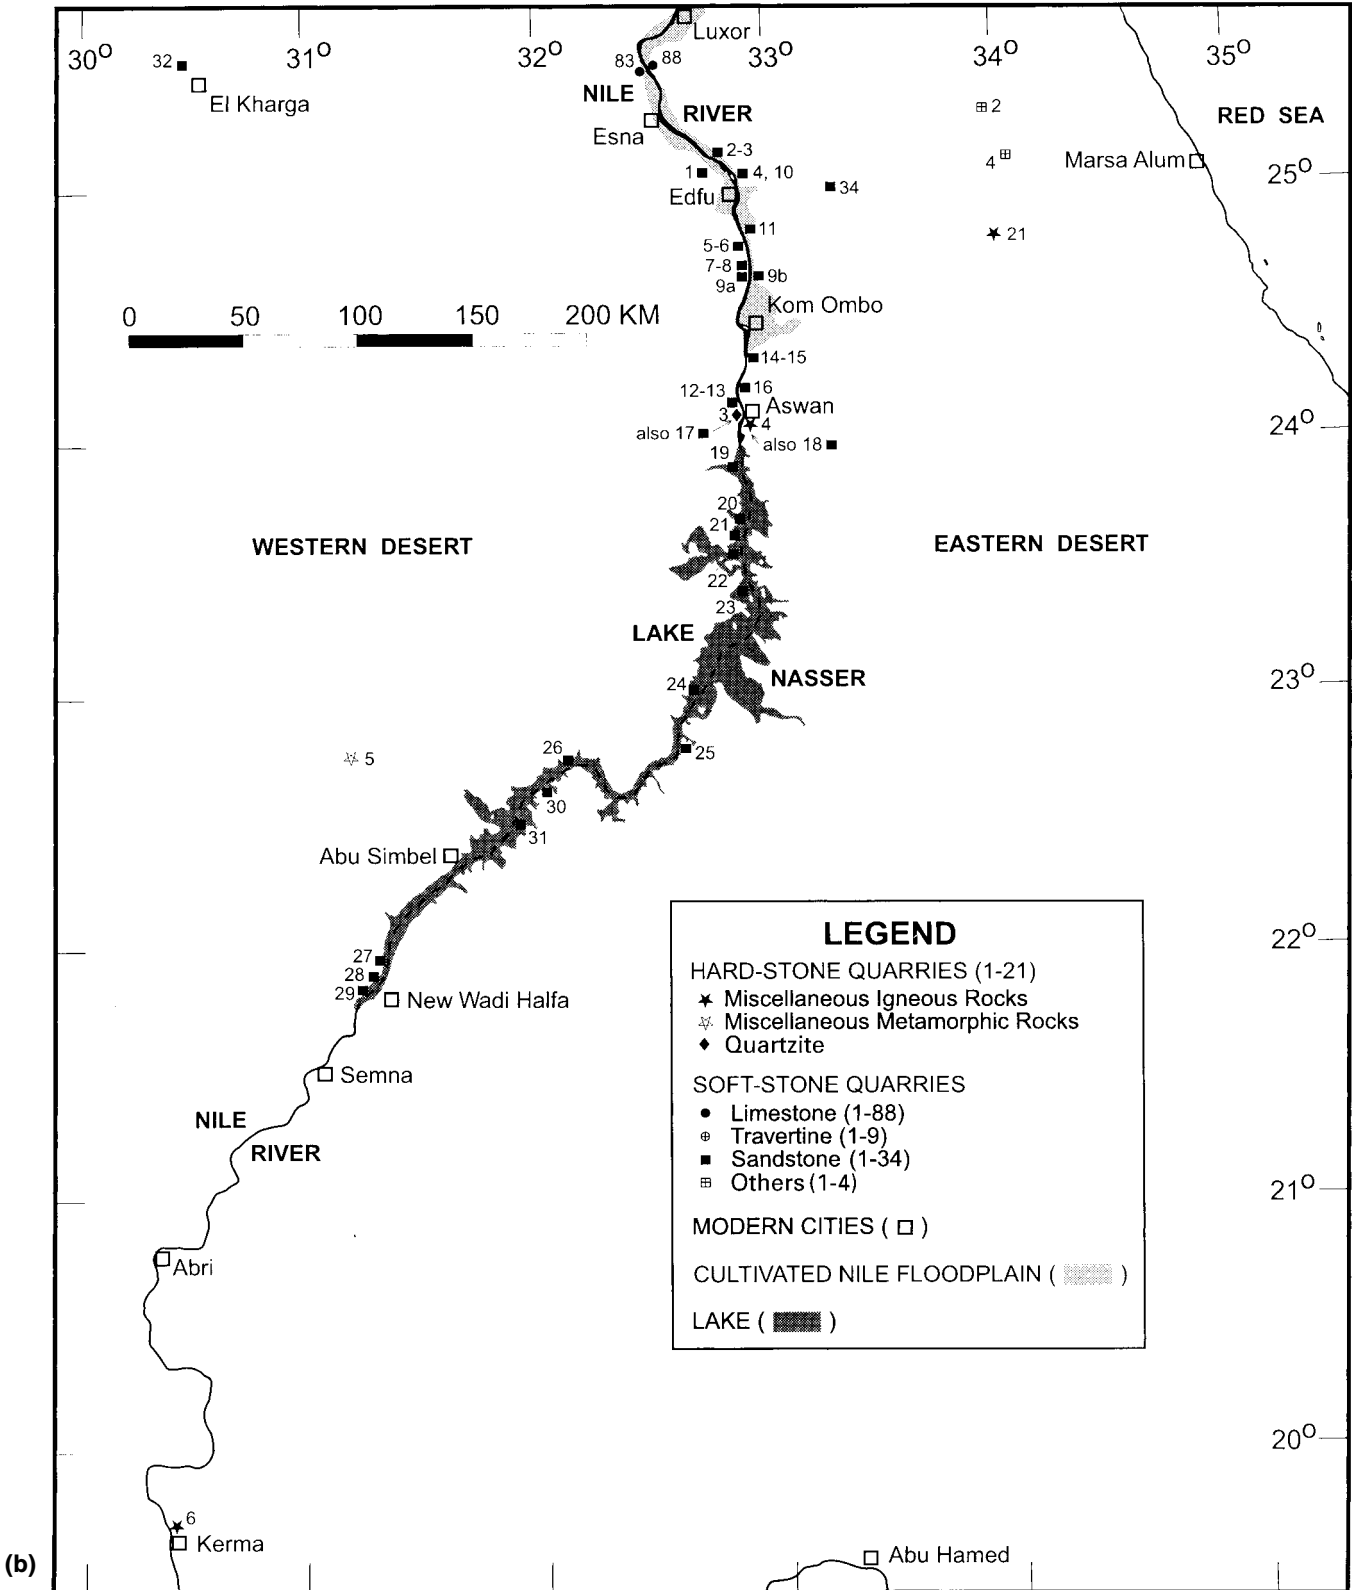 Luxor
30° 31° 32° 33° 34° 35°
32
El Kharga
83 88
NILE
RIVER
Esna
RED SEA
2
2-3
4
Marsa Alum
25°
1
4, 10
34
Edfu
11
21
5-6
7-8
9a
9b
Kom Ombo
0 50 100 150 200 KM
14-15
16
12-13
Aswan
3
4
24°
also 17
also 18
19
20
21
WESTERN DESERT
EASTERN DESERT
22
23
LAKE
NASSER
23°
24
25
26
5
30
31
Abu Simbel
LEGEND
HARD-STONE QUARRIES (1-21)
Miscellaneous Igneous Rocks
Miscellaneous Metamorphic Rocks
Quartzite
SOFT-STONE QUARRIES
Limestone (1-88)
Travertine (1-9)
Sandstone (1-34)
Others (1-4)
MODERN CITIES ( )
CULTIVATED NILE FLOODPLAIN ( )
LAKE ( )
22°
27
28
29
New Wadi Halfa
Semna
NILE
RIVER
21°
Abri
20°
6
Kerma
Abu Hamed
(b)